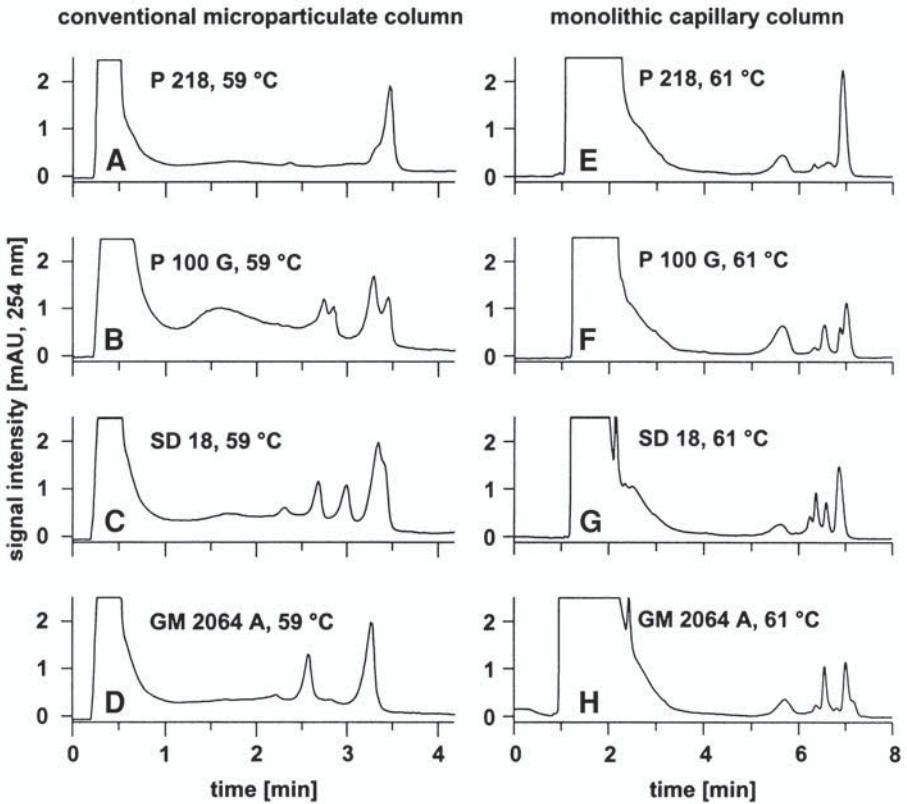 conventional microparticulate column
monolithic capillary column
signal intensity [mAU, 254 nm]
2
1
0
P 218, 59 °C
A
2
1
0
P 100 G, 59 °C
B
2
1
0
SD 18, 59 °C
C
2
1
0
GM 2064 A, 59 °C
D
0 1 2 3 4
time [min]
2
1
0
P 218, 61 °C
E
2
1
0
P 100 G, 61 °C
F
2
1
0
SD 18, 61 °C
G
2
1
0
GM 2064 A, 61 °C
H
0 2 4 6 8
time [min]